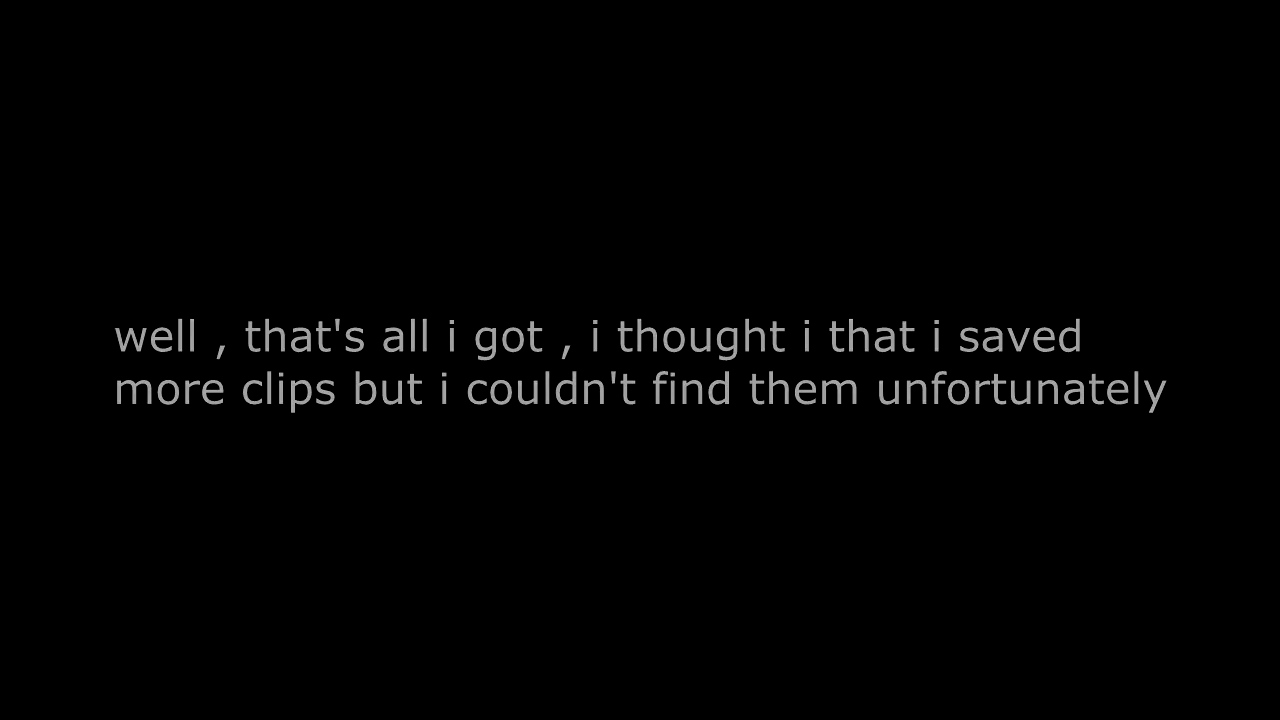 well , that's all i got , i thought i that i saved
more clips but i couldn't find them unfortunately